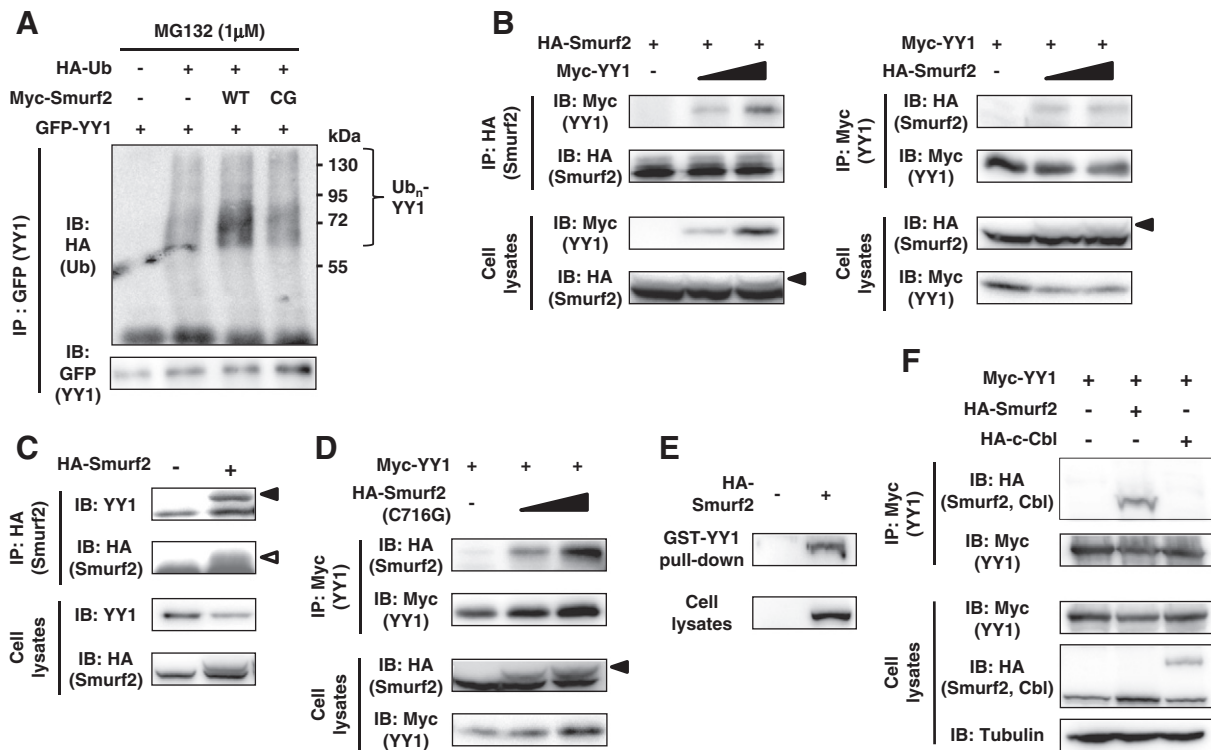 A
MG132 (1μM)
HA-Ub - + + +
Myc-Smurf2 - - WT CG
GFP-YY1 + + + +
kDa
130
95
72
55
Ubn-
YY1
IP : GFP (YY1)
IB:
HA
(Ub)
IB:
GFP
(YY1)
B
HA-Smurf2 + + +
Myc-YY1 -
IP: HA
(Smurf2)
IB: Myc
(YY1)
IB: HA
(Smurf2)
Cell
lysates
IB: Myc
(YY1)
IB: HA
(Smurf2)
Myc-YY1 + + +
HA-Smurf2 -
IP: Myc
(YY1)
IB: HA
(Smurf2)
IB: Myc
(YY1)
Cell
lysates
IB: HA
(Smurf2)
IB: Myc
(YY1)
C
HA-Smurf2 - +
IP: HA
(Smurf2)
IB: YY1
IB: HA
(Smurf2)
Cell
lysates
IB: YY1
IB: HA
(Smurf2)
D
Myc-YY1 + + +
HA-Smurf2
(C716G) -
IP: Myc
(YY1)
IB: HA
(Smurf2)
IB: Myc
(YY1)
Cell
lysates
IB: HA
(Smurf2)
IB: Myc
(YY1)
E
HA-
Smurf2 - +
GST-YY1
pull-down
Cell
lysates
F
Myc-YY1 + + +
HA-Smurf2 - + -
HA-c-Cbl - - +
IP: Myc
(YY1)
IB: HA
(Smurf2, Cbl)
IB: Myc
(YY1)
Cell
lysates
IB: Myc
(YY1)
IB: HA
(Smurf2, Cbl)
IB: Tubulin